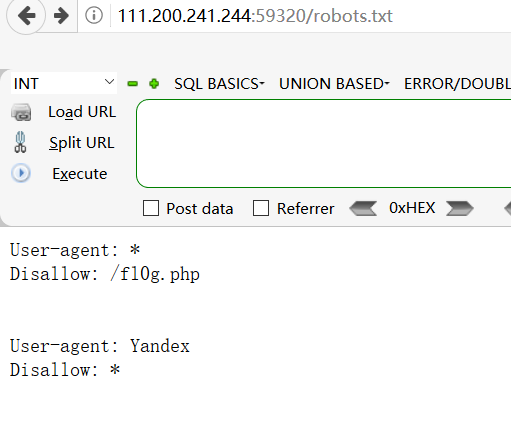 111.200.241.244:59320/robots.txt
INT SQL BASICS UNION BASED ERROR/DOUBL
Load URL
Split URL
Execute
Post data Referrer 0xHEX
User-agent: *
Disallow: /fl0g.php
User-agent: Yandex
Disallow: *